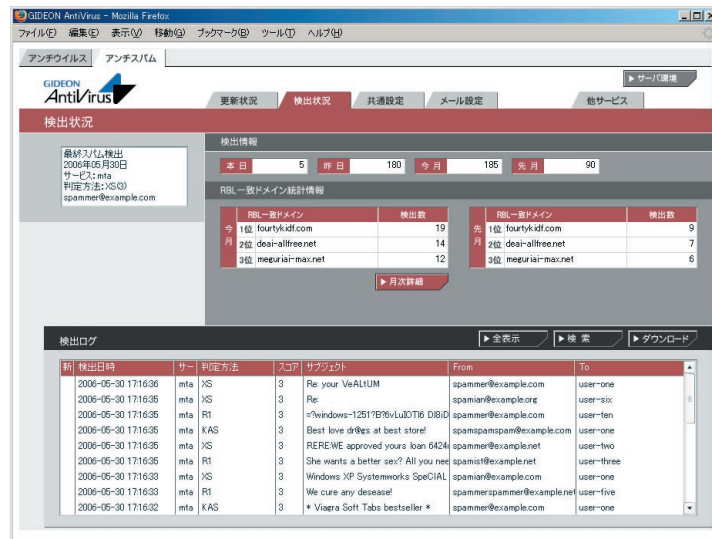 GIDEON AntiVirus - Mozilla Firefox
ファイル(F) 編集(E) 表示(V) 移動(G) ブックマーク(B) ツール(T) ヘルプ(H)
アンチウイルス アンチスパム
GIDEON
AntiVirus
▶サーバ環境
更新状況 検出状況 共通設定 メール設定 他サービス
検出状況
最終スパム検出
2006年05月30日
サービス: mta
判定方法: XS(3)
spammer@example.com
検出情報
本日 5 昨日 180 今月 185 先月 90
RBL一致ドメイン統計情報
今月
RBL一致ドメイン 検出数
1位 fourtykidf.com 19
2位 deai-allfree.net 14
3位 meguriai-max.net 12
先月
RBL一致ドメイン 検出数
1位 fourtykidf.com 9
2位 deai-allfree.net 7
3位 meguriai-max.net 6
▶月次詳細
検出ログ
▶全表示 ▶検 索 ▶ダウンロード
新 検出日時 サー 判定方法 スコア サブジェクト From To
2006-05-30 17:16:36 mta XS 3 Re: your VeALtUM spammer@example.com user-one
2006-05-30 17:16:35 mta XS 3 Re: spamian@example.org user-six
2006-05-30 17:16:35 mta R1 3 =?windows-1251?B?6vLuIOTI6 DI8iD spammer@example.com user-ten
2006-05-30 17:16:35 mta KAS 3 Best love dr@gs at best store! spamspamspam@example.com user-one
2006-05-30 17:16:35 mta XS 3 RERE:WE approved yours loan 6424 spammer@example.net user-two
2006-05-30 17:16:35 mta R1 3 She wants a better sex? All you nee spamist@example.net user-three
2006-05-30 17:16:33 mta XS 3 Windows XP Systemworks SpeCIAL spamian@example.com user-one
2006-05-30 17:16:33 mta R1 3 We cure any desease! spammerspammer@example.net user-five
2006-05-30 17:16:32 mta KAS 3 * Viagra Soft Tabs bestseller * spammer@example.com user-one